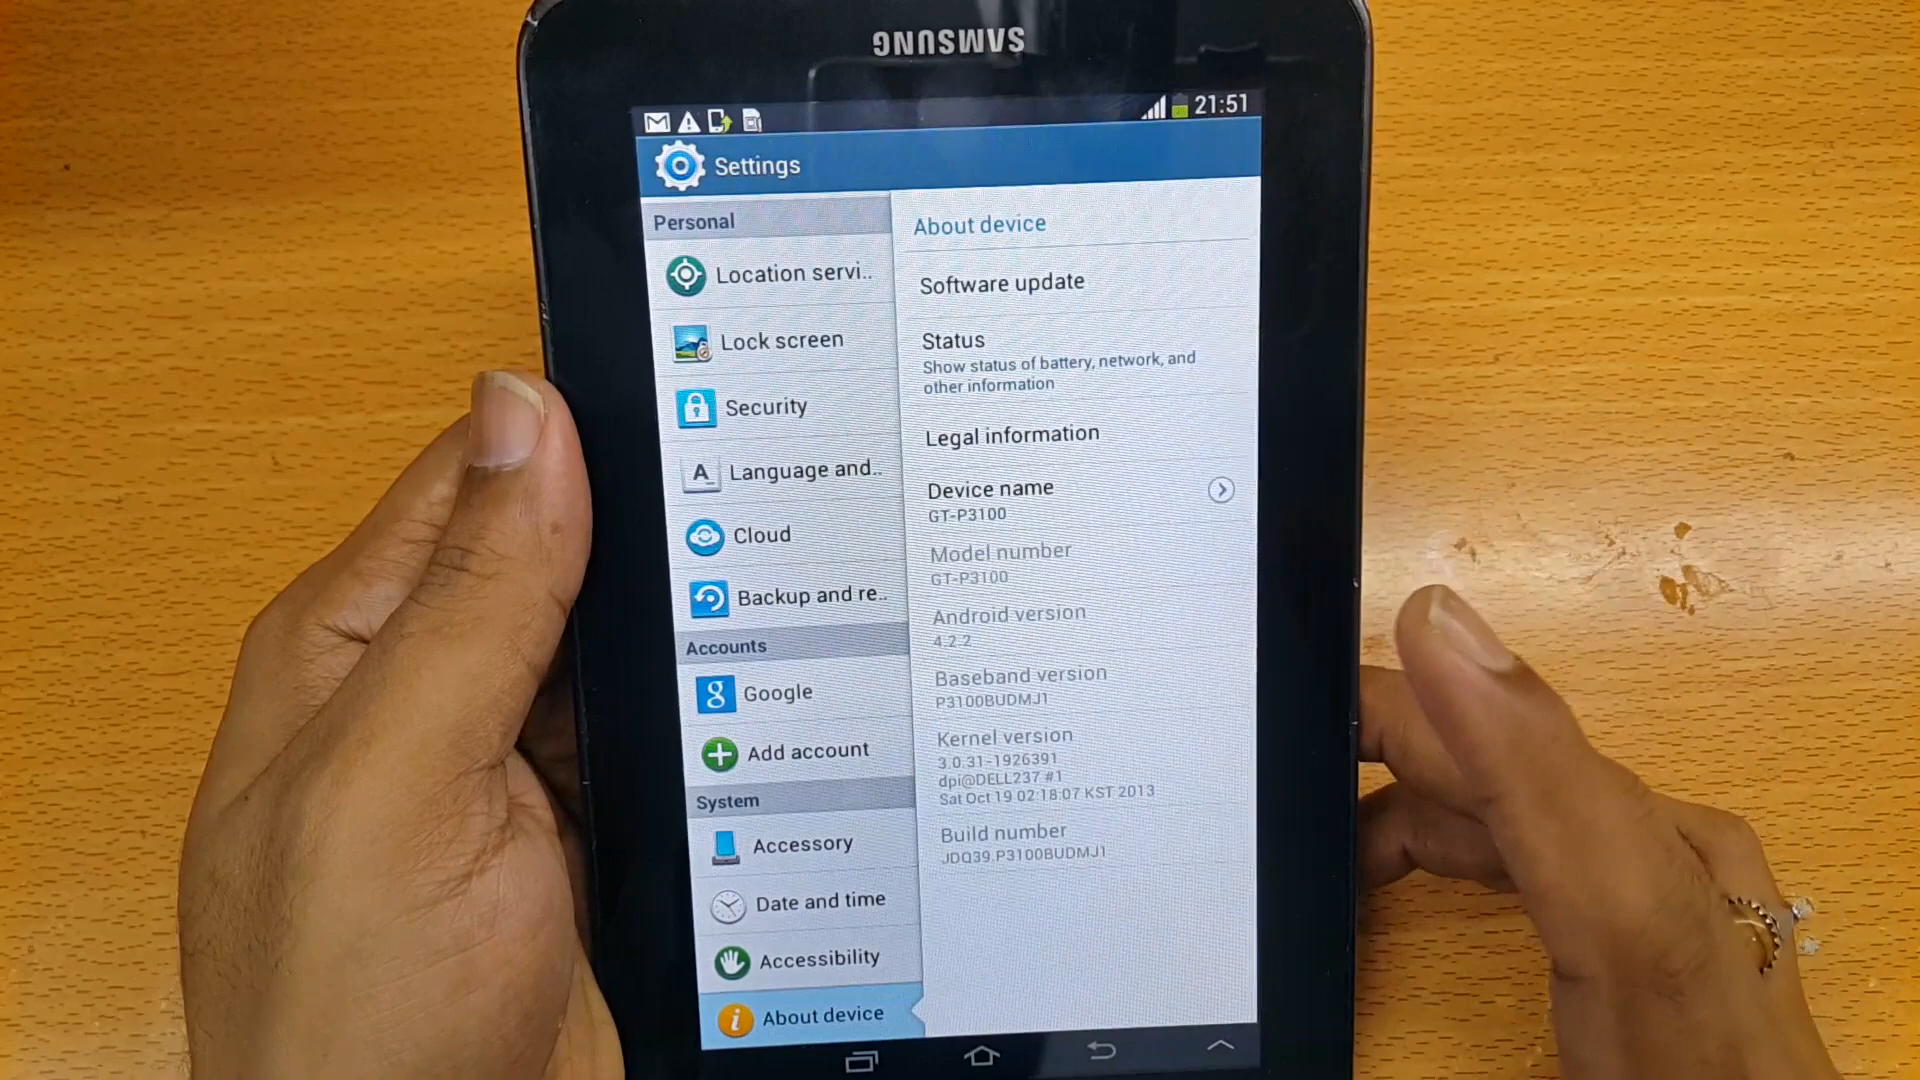 SAMSUNG
21:51
Settings
Personal
Location servi..
Lock screen
Security
Language and..
Cloud
Backup and re..
Accounts
Google
Add account
System
Accessory
Date and time
Accessibility
About device
About device
Software update
Status
Show status of battery, network, and
other information
Legal information
Device name
GT-P3100
Model number
GT-P3100
Android version
4.2.2
Baseband version
P3100BUDMJ1
Kernel version
3.0.31-1926391
dpi@DELL237 #1
Sat Oct 19 02:18:07 KST 2013
Build number
JDQ39.P3100BUDMJ1